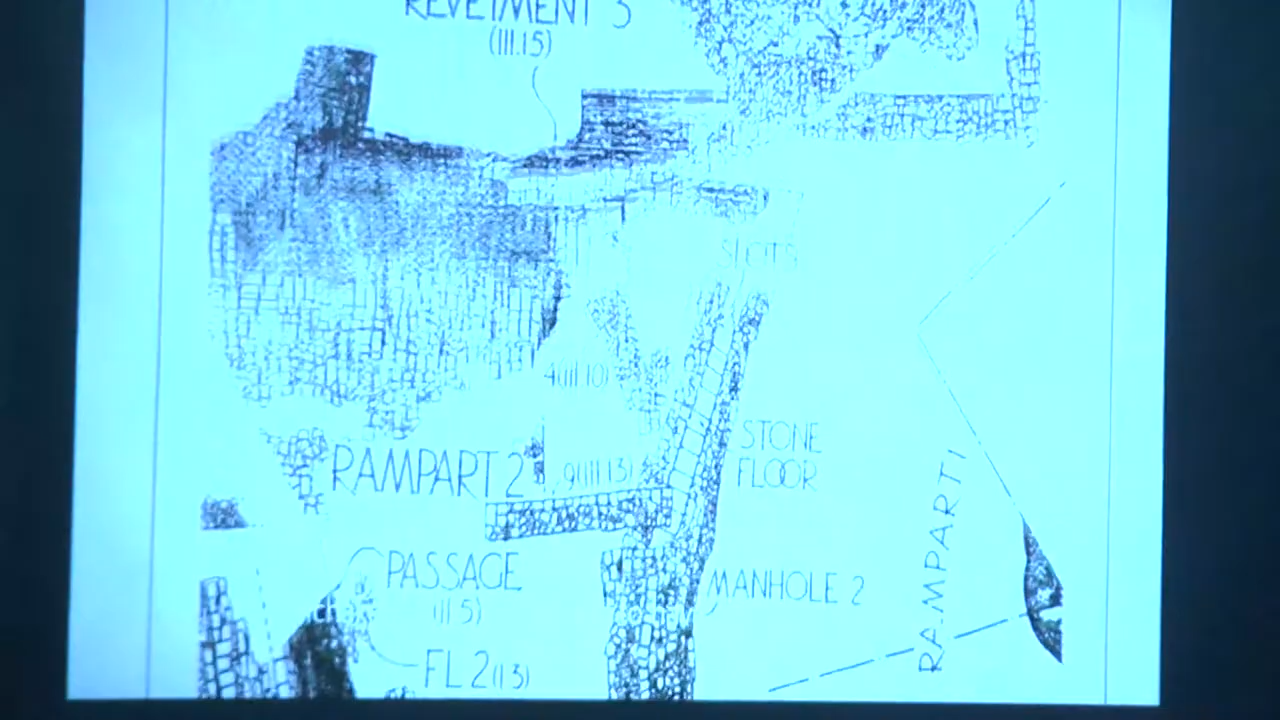 REVETMENT 3
(III.15)
SLOTS
4(III.10)
STONE
FLOOR
RAMPART 2
9(III.13)
RAMPART I
PASSAGE
(II.5)
MANHOLE 2
FL 2(II.3)